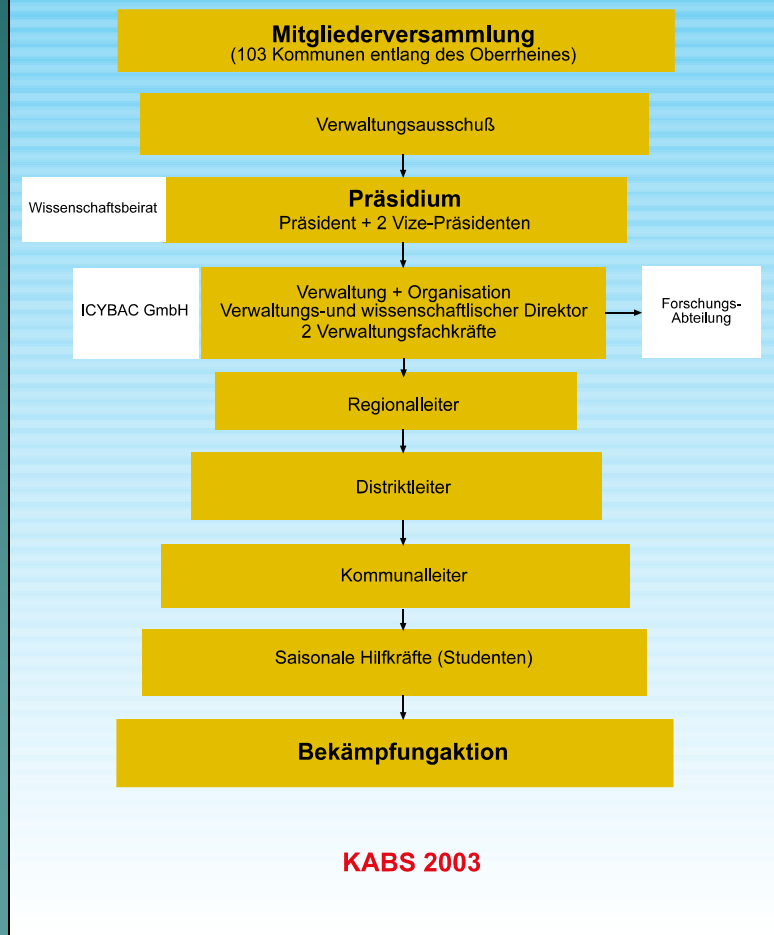 Mitgliederversammlung
(103 Kommunen entlang des Oberrheines)
Verwaltungsausschuß
Wissenschaftsbeirat
Präsidium
Präsident + 2 Vize-Präsidenten
ICYBAC GmbH
Verwaltung + Organisation
Verwaltungs-und wissenschaftlischer Direktor
2 Verwaltungsfachkräfte
Forschungs-
Abteilung
Regionalleiter
Distriktleiter
Kommunalleiter
Saisonale Hilfkräfte (Studenten)
Bekämpfungaktion
KABS 2003